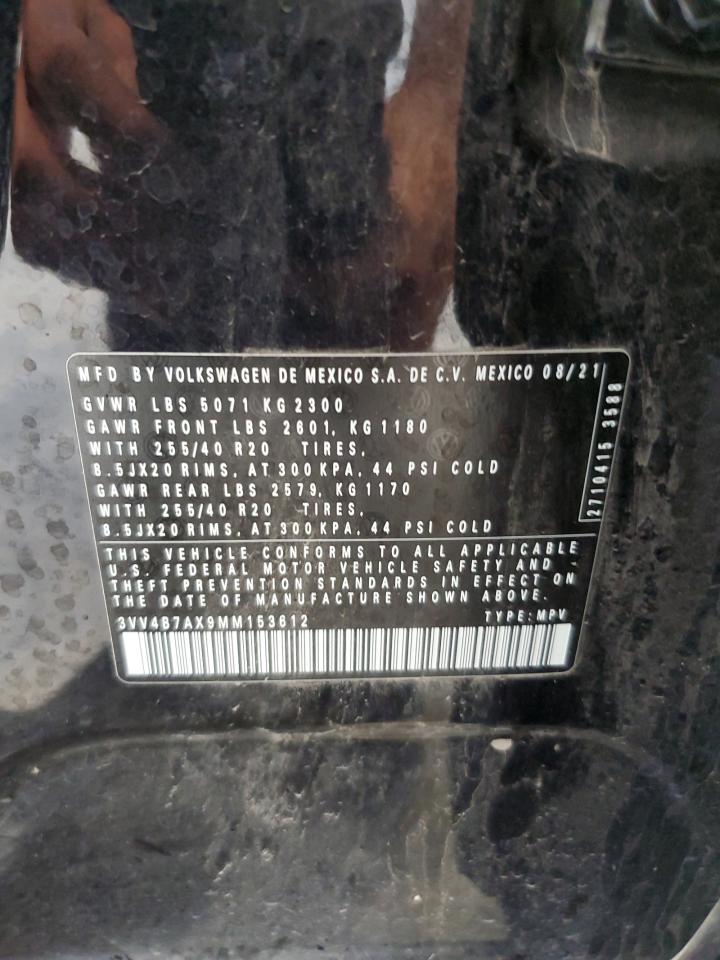 MFD BY VOLKSWAGEN DE MEXICO S.A. DE C.V. MEXICO 08/21
GVWR LBS 5071 KG 2300
GAWR FRONT LBS 2601, KG 1180
WITH 255/40 R20 TIRES,
8.5JX20 RIMS, AT 300 KPA, 44 PSI COLD
GAWR REAR LBS 2579, KG 1170
WITH 255/40 R20 TIRES,
8.5JX20 RIMS, AT 300 KPA, 44 PSI COLD
2710415 3588
THIS VEHICLE CONFORMS TO ALL APPLICABLE
U.S. FEDERAL MOTOR VEHICLE SAFETY AND
THEFT PREVENTION STANDARDS IN EFFECT ON
THE DATE OF MANUFACTURE SHOWN ABOVE.
3VV4B7AX9MM153612 TYPE: MPV